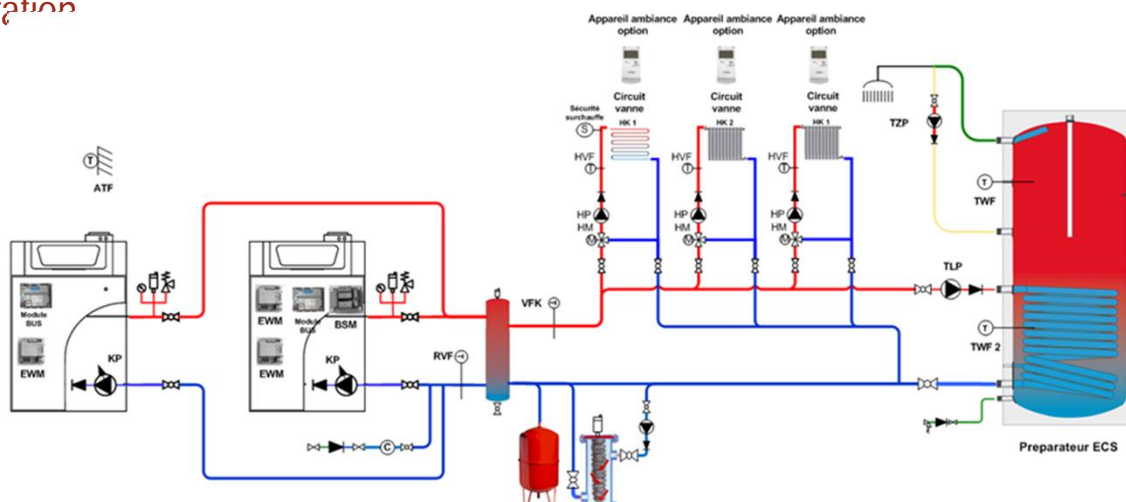 Appareil ambiance
option
Appareil ambiance
option
Appareil ambiance
option
Circuit
vanne
HK 1
Circuit
vanne
HK 2
Circuit
vanne
HK 1
Sécurité
surchauffe
S
HVF
T
HVF
T
HVF
T
HP
HM
M
HP
HM
M
HP
HM
M
TZP
T
ATF
T
TWF
TLP
T
TWF 2
Module
BUS
EWM
KP
EWM
Module
BUS
BSM
EWM
KP
VFK
RVF
C
Preparateur ECS